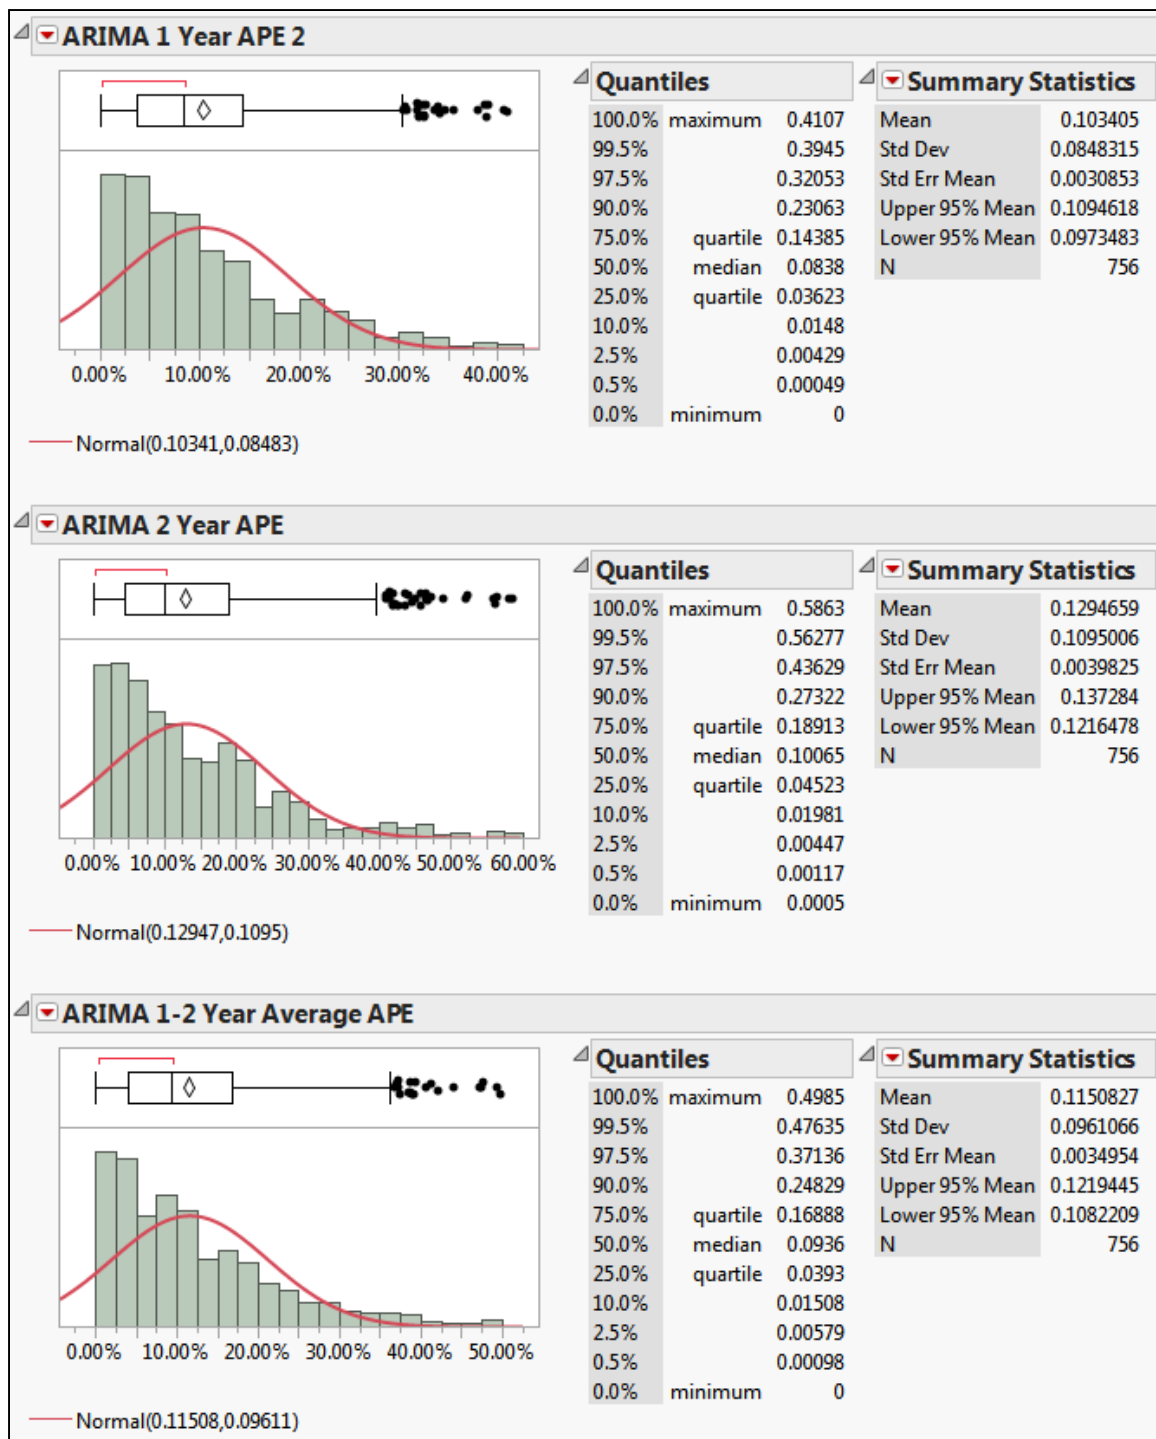 ARIMA 1 Year APE 2
0.00% 10.00% 20.00% 30.00% 40.00%
Normal(0.10341,0.08483)
Quantiles
100.0% maximum 0.4107
99.5% 0.3945
97.5% 0.32053
90.0% 0.23063
75.0% quartile 0.14385
50.0% median 0.0838
25.0% quartile 0.03623
10.0% 0.0148
2.5% 0.00429
0.5% 0.00049
0.0% minimum 0
Summary Statistics
Mean 0.103405
Std Dev 0.0848315
Std Err Mean 0.0030853
Upper 95% Mean 0.1094618
Lower 95% Mean 0.0973483
N 756
ARIMA 2 Year APE
0.00% 10.00% 20.00% 30.00% 40.00% 50.00% 60.00%
Normal(0.12947,0.1095)
Quantiles
100.0% maximum 0.5863
99.5% 0.56277
97.5% 0.43629
90.0% 0.27322
75.0% quartile 0.18913
50.0% median 0.10065
25.0% quartile 0.04523
10.0% 0.01981
2.5% 0.00447
0.5% 0.00117
0.0% minimum 0.0005
Summary Statistics
Mean 0.1294659
Std Dev 0.1095006
Std Err Mean 0.0039825
Upper 95% Mean 0.137284
Lower 95% Mean 0.1216478
N 756
ARIMA 1-2 Year Average APE
0.00% 10.00% 20.00% 30.00% 40.00% 50.00%
Normal(0.11508,0.09611)
Quantiles
100.0% maximum 0.4985
99.5% 0.47635
97.5% 0.37136
90.0% 0.24829
75.0% quartile 0.16888
50.0% median 0.0936
25.0% quartile 0.0393
10.0% 0.01508
2.5% 0.00579
0.5% 0.00098
0.0% minimum 0
Summary Statistics
Mean 0.1150827
Std Dev 0.0961066
Std Err Mean 0.0034954
Upper 95% Mean 0.1219445
Lower 95% Mean 0.1082209
N 756